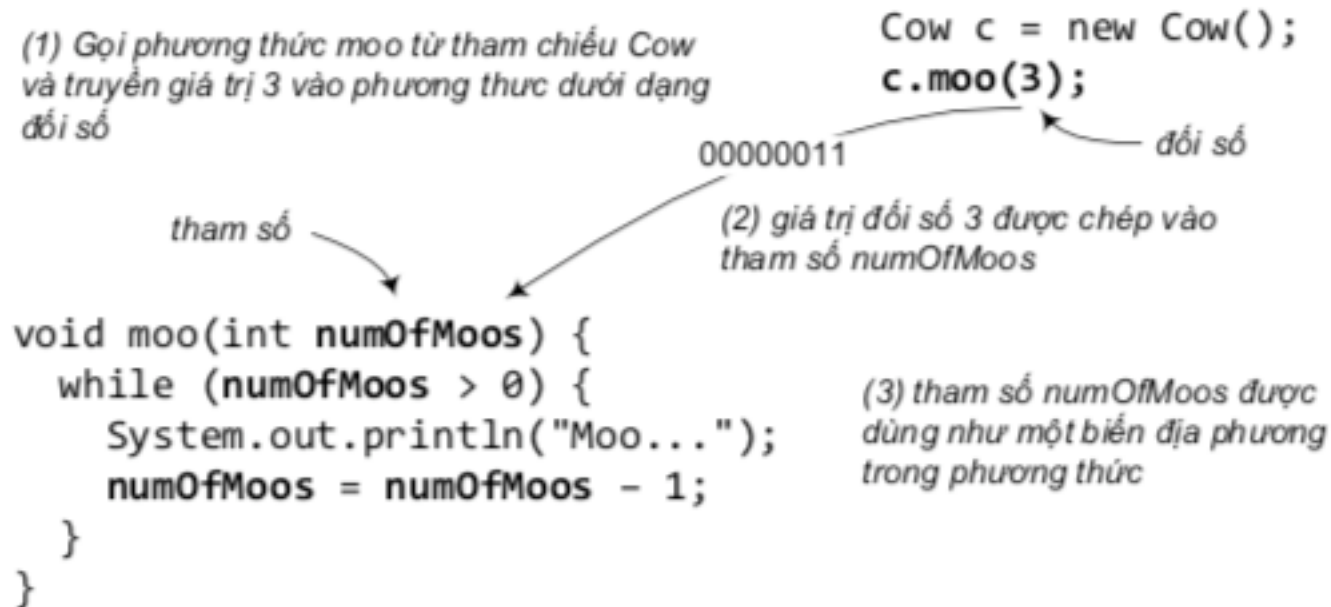 (1) Gọi phương thức moo từ tham chiếu Cow
và truyền giá trị 3 vào phương thưc dưới dạng
đối số
Cow c = new Cow();
c.moo(3);
đối số
00000011
(2) giá trị đối số 3 được chép vào
tham số numOfMoos
tham số
void moo(int numOfMoos) {
while (numOfMoos > 0) {
System.out.println("Moo...");
numOfMoos = numOfMoos – 1;
}
}
(3) tham số numOfMoos được
dùng như một biến địa phương
trong phương thức